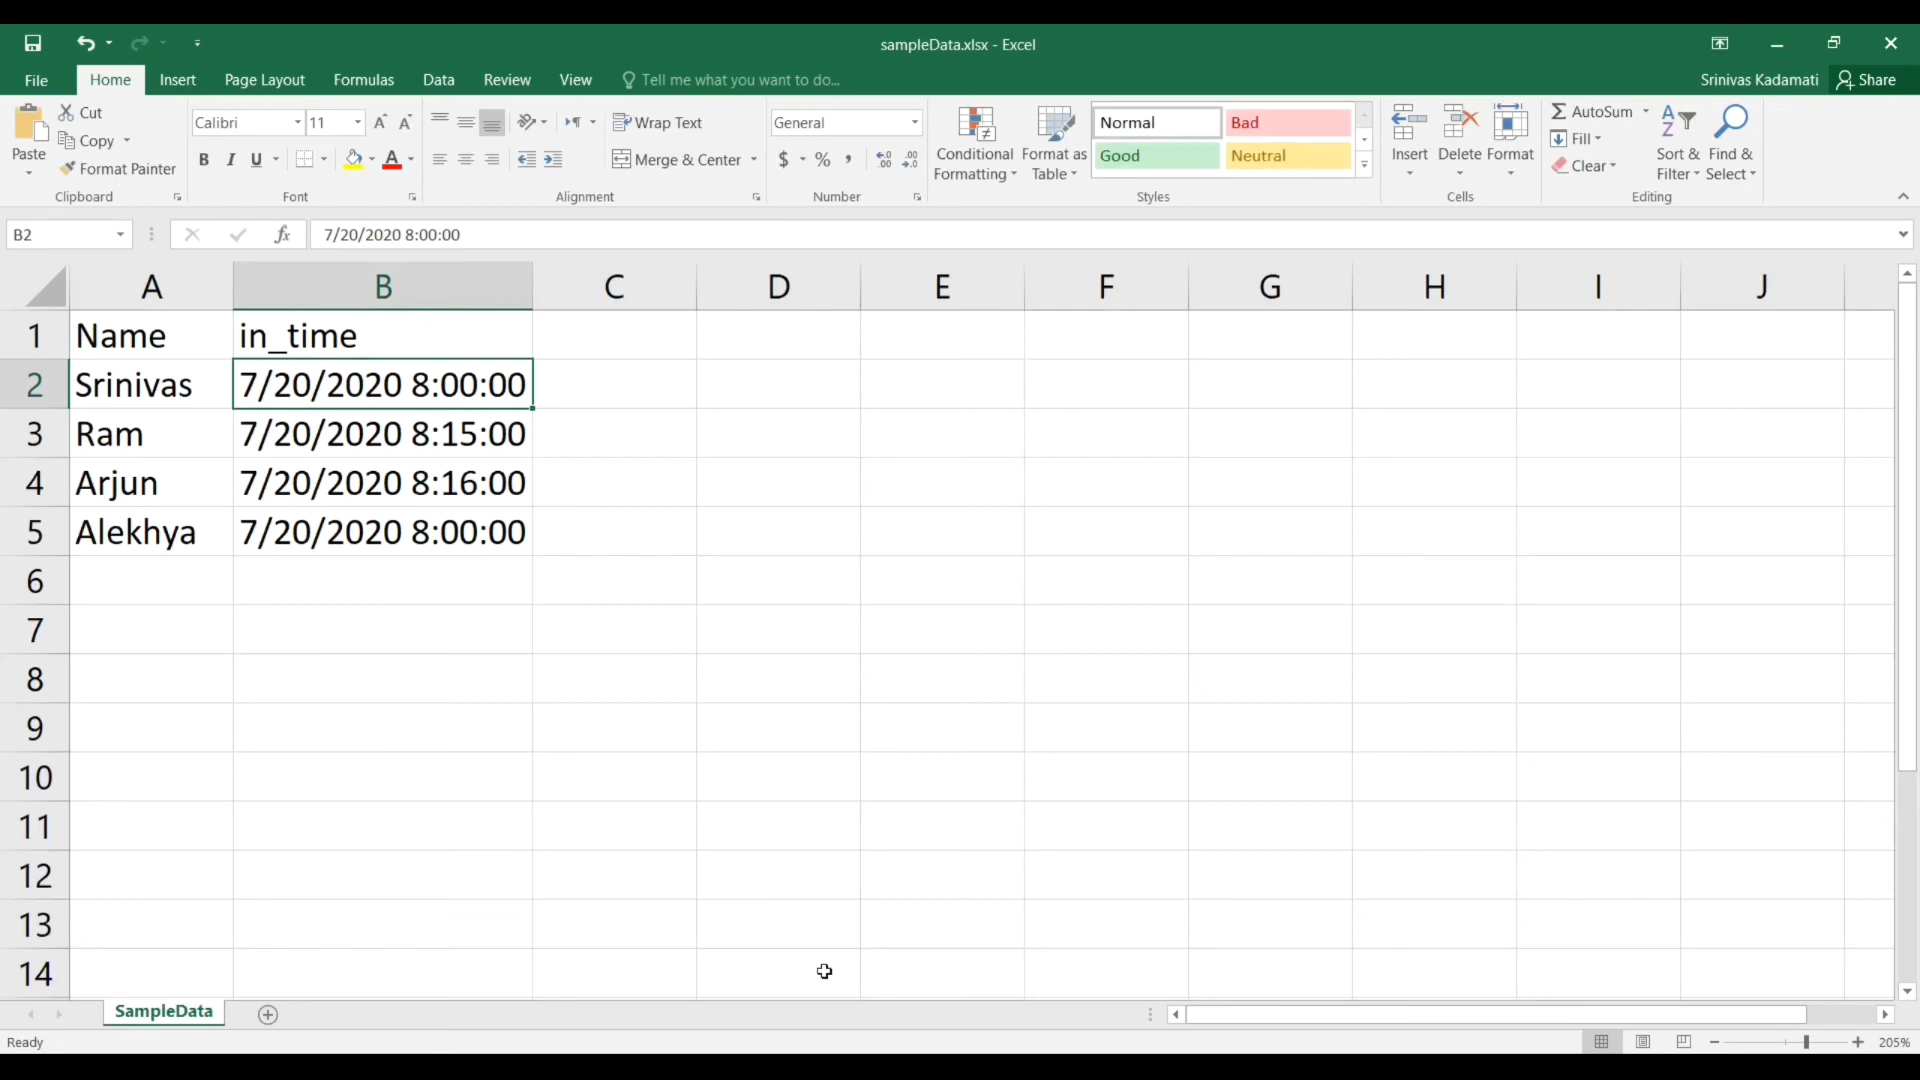 sampleData.xlsx - Excel
File Home Insert Page Layout Formulas Data Review View Tell me what you want to do... Srinivas Kadamati Share
Paste
Cut
Copy
Format Painter
Clipboard
Calibri 11
B I U
Font
Wrap Text
Merge & Center
Alignment
General
$ % ,
Number
Conditional
Formatting
Format as
Table
Normal Bad
Good Neutral
Styles
Insert Delete Format
Cells
AutoSum
Fill
Clear
Sort &
Filter
Find &
Select
Editing
B2 fx 7/20/2020 8:00:00
A B C D E F G H I J
1 Name in_time
2 Srinivas 7/20/2020 8:00:00
3 Ram 7/20/2020 8:15:00
4 Arjun 7/20/2020 8:16:00
5 Alekhya 7/20/2020 8:00:00
6
7
8
9
10
11
12
13
14
SampleData
Ready 205%